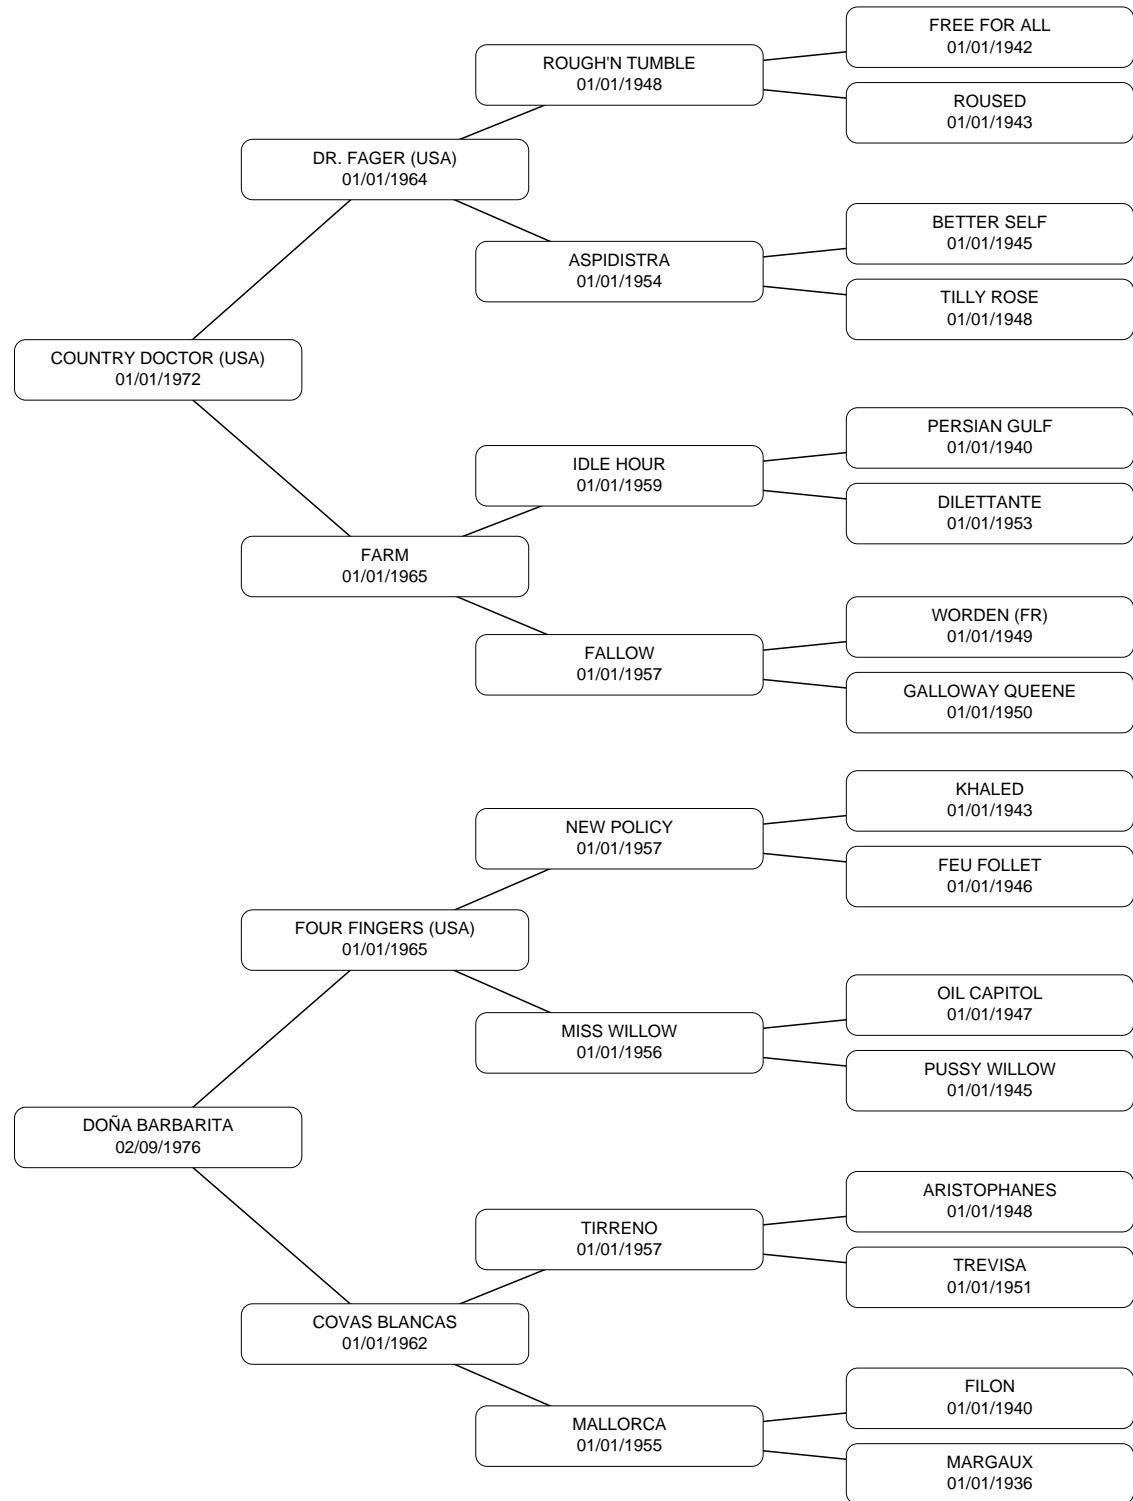 FREE FOR ALL
01/01/1942
ROUGH'N TUMBLE
01/01/1948
ROUSED
01/01/1943
DR. FAGER (USA)
01/01/1964
BETTER SELF
01/01/1945
ASPIDISTRA
01/01/1954
TILLY ROSE
01/01/1948
COUNTRY DOCTOR (USA)
01/01/1972
PERSIAN GULF
01/01/1940
IDLE HOUR
01/01/1959
DILETTANTE
01/01/1953
FARM
01/01/1965
WORDEN (FR)
01/01/1949
FALLOW
01/01/1957
GALLOWAY QUEENE
01/01/1950
KHALED
01/01/1943
NEW POLICY
01/01/1957
FEU FOLLET
01/01/1946
FOUR FINGERS (USA)
01/01/1965
OIL CAPITOL
01/01/1947
MISS WILLOW
01/01/1956
PUSSY WILLOW
01/01/1945
DOÑA BARBARITA
02/09/1976
ARISTOPHANES
01/01/1948
TIRRENO
01/01/1957
TREVISA
01/01/1951
COVAS BLANCAS
01/01/1962
FILON
01/01/1940
MALLORCA
01/01/1955
MARGAUX
01/01/1936